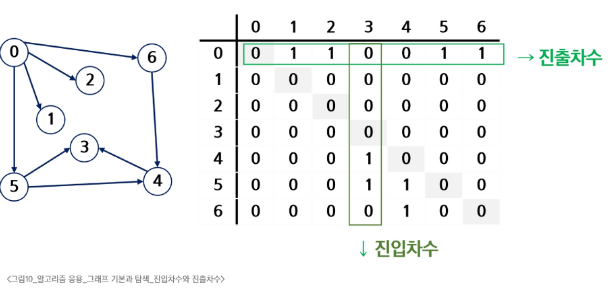 0 1 2 3 4 5 6
0 0 1 1 0 0 1 1 → 진출차수
1 0 0 0 0 0 0 0
2 0 0 0 0 0 0 0
3 0 0 0 0 0 0 0
4 0 0 0 1 0 0 0
5 0 0 0 1 1 0 0
6 0 0 0 0 1 0 0
↓ 진입차수
0
6
2
1
3
5
4
<그림10_알고리즘 응용_그래프 기본과 탐색_진입차수와 진출차수>